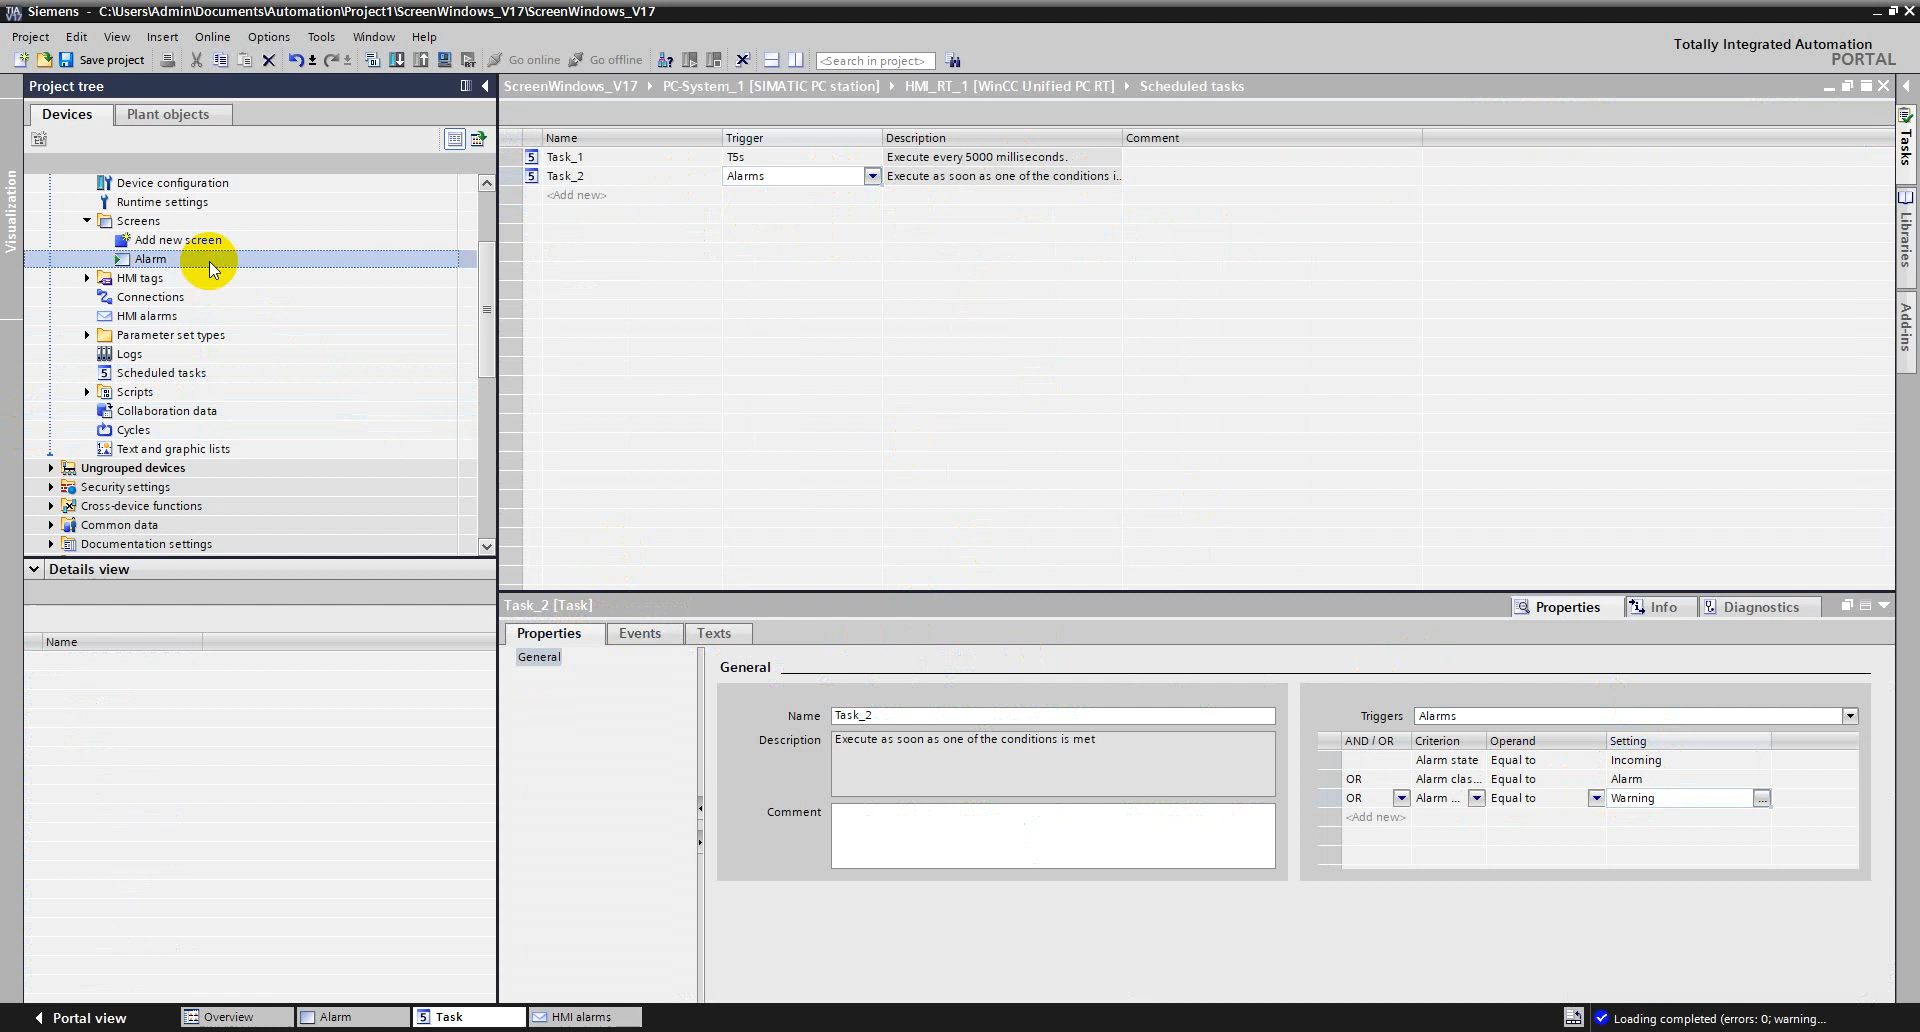 Siemens - C:\Users\Admin\Documents\Automation\Project1\ScreenWindows_V17\ScreenWindows_V17
Project Edit View Insert Online Options Tools Window Help
Totally Integrated Automation
PORTAL
Save project
Go online
Go offline
<Search in project>
Project tree
ScreenWindows_V17 PC-System_1 [SIMATIC PC station] HMI_RT_1 [WinCC Unified PC RT] Scheduled tasks
Devices Plant objects
Visualization
Device configuration
Runtime settings
Screens
Add new screen
Alarm
HMI tags
Connections
HMI alarms
Parameter set types
Logs
Scheduled tasks
Scripts
Collaboration data
Cycles
Text and graphic lists
Ungrouped devices
Security settings
Cross-device functions
Common data
Documentation settings
Details view
Name
Name Trigger Description Comment
5 Task_1 T5s Execute every 5000 milliseconds.
5 Task_2 Alarms Execute as soon as one of the conditions i..
<Add new>
Tasks
Libraries
Add-ins
Task_2 [Task]
Properties Info Diagnostics
Properties Events Texts
General
General
Name Task_2
Description Execute as soon as one of the conditions is met
Comment
Triggers Alarms
AND / OR Criterion Operand Setting
Alarm state Equal to Incoming
OR Alarm clas... Equal to Alarm
OR Alarm ... Equal to Warning ...
<Add new>
Portal view Overview Alarm 5 Task HMI alarms
Loading completed (errors: 0; warning...